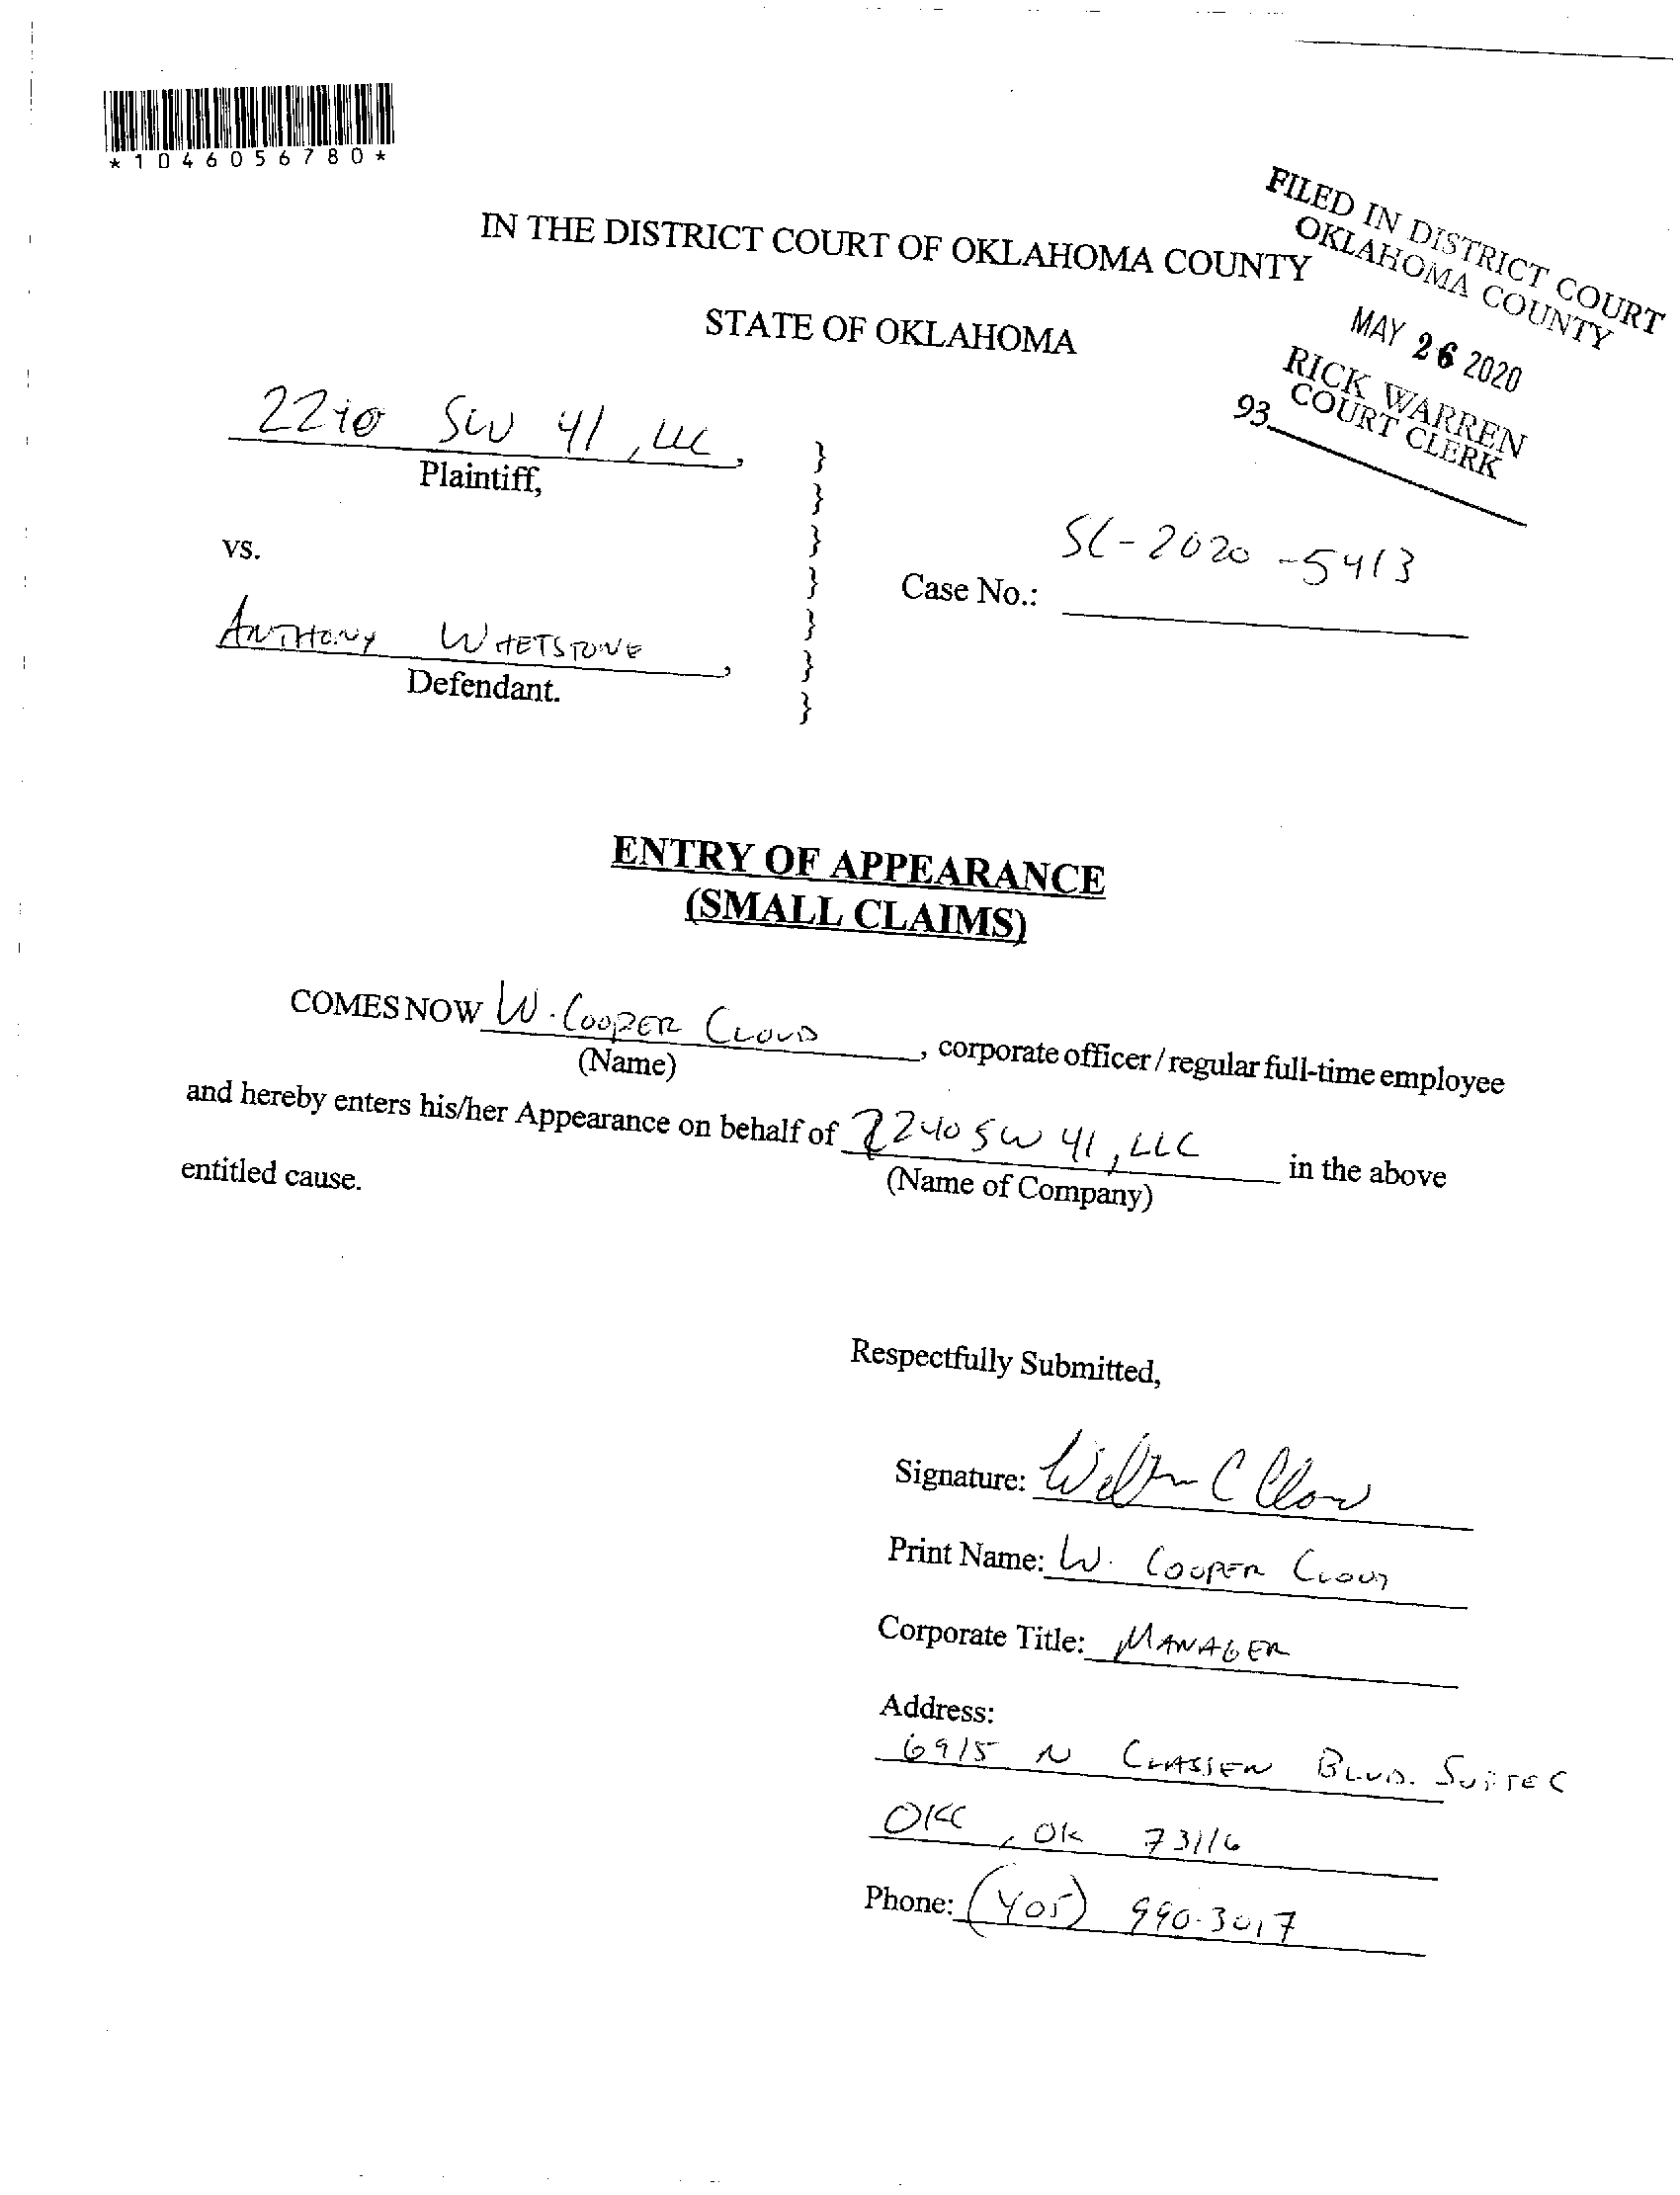 *1046056780*
FILED IN DISTRICT COURT
OKLAHOMA COUNTY
MAY 26 2020
RICK WARREN
COURT CLERK
93
IN THE DISTRICT COURT OF OKLAHOMA COUNTY
STATE OF OKLAHOMA
2240 SW 41, LLC,
Plaintiff,
vs.
Case No.: SC-2020-5413
ANTHONY WHETSTONE,
Defendant.
}
}
}
}
}
}
}
ENTRY OF APPEARANCE
(SMALL CLAIMS)
COMES NOW W. COOPER CLOUD, corporate officer / regular full-time employee
(Name)
and hereby enters his/her Appearance on behalf of 2240 SW 41, LLC in the above
(Name of Company)
entitled cause.
Respectfully Submitted,
Signature: C Cloud
Print Name: W. COOPER CLOUD
Corporate Title: MANAGER
Address:
6915 N CLASSEN BLVD. SUITE C
OKC, OK 73116
Phone: (405) 990-3017